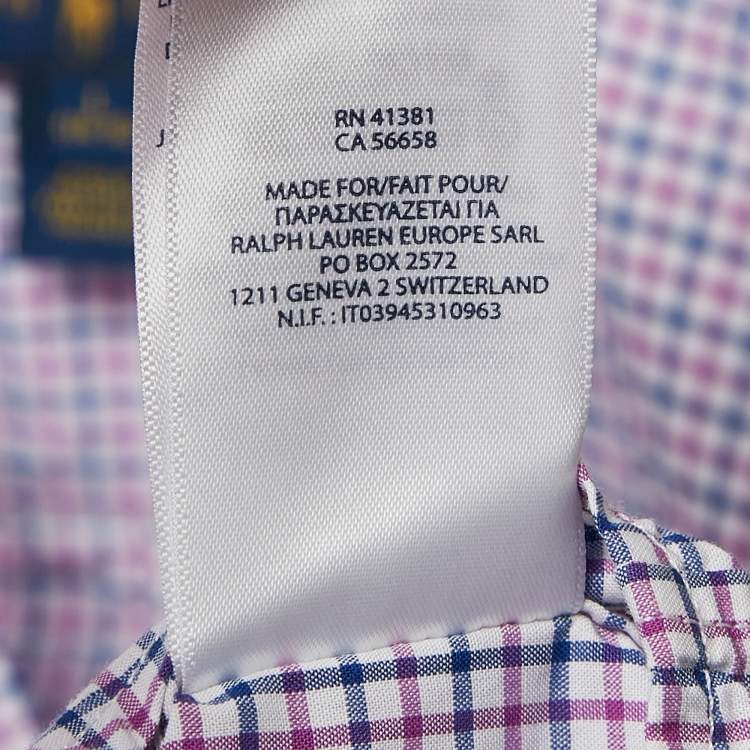 RN 41381
CA 56658
MADE FOR/FAIT POUR/
ΠΑΡΑΣΚΕΥΑΖΕΤΑΙ ΓΙΑ
RALPH LAUREN EUROPE SARL
PO BOX 2572
1211 GENEVA 2 SWITZERLAND
N.I.F. : IT03945310963